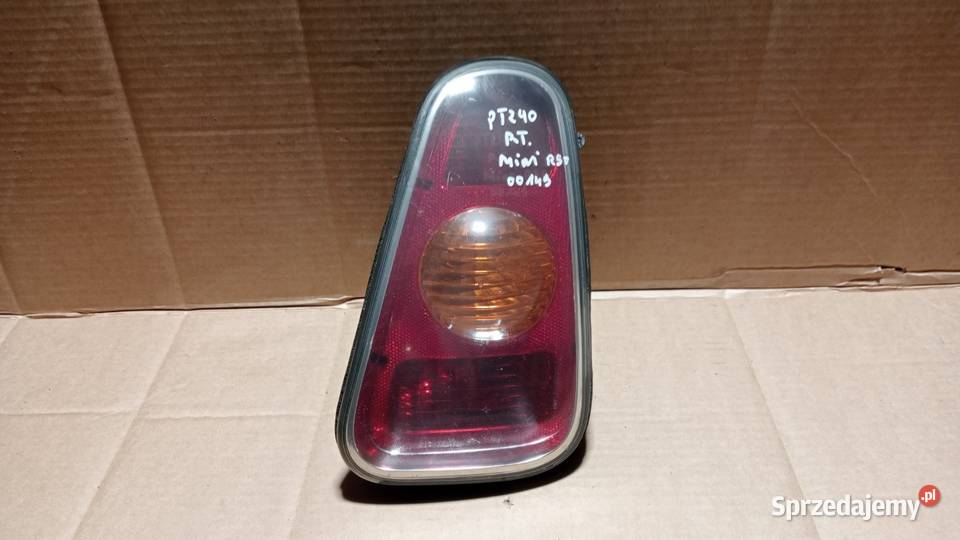 PT240
RT.
Mini R50
00149
Sprzedajemy.pl